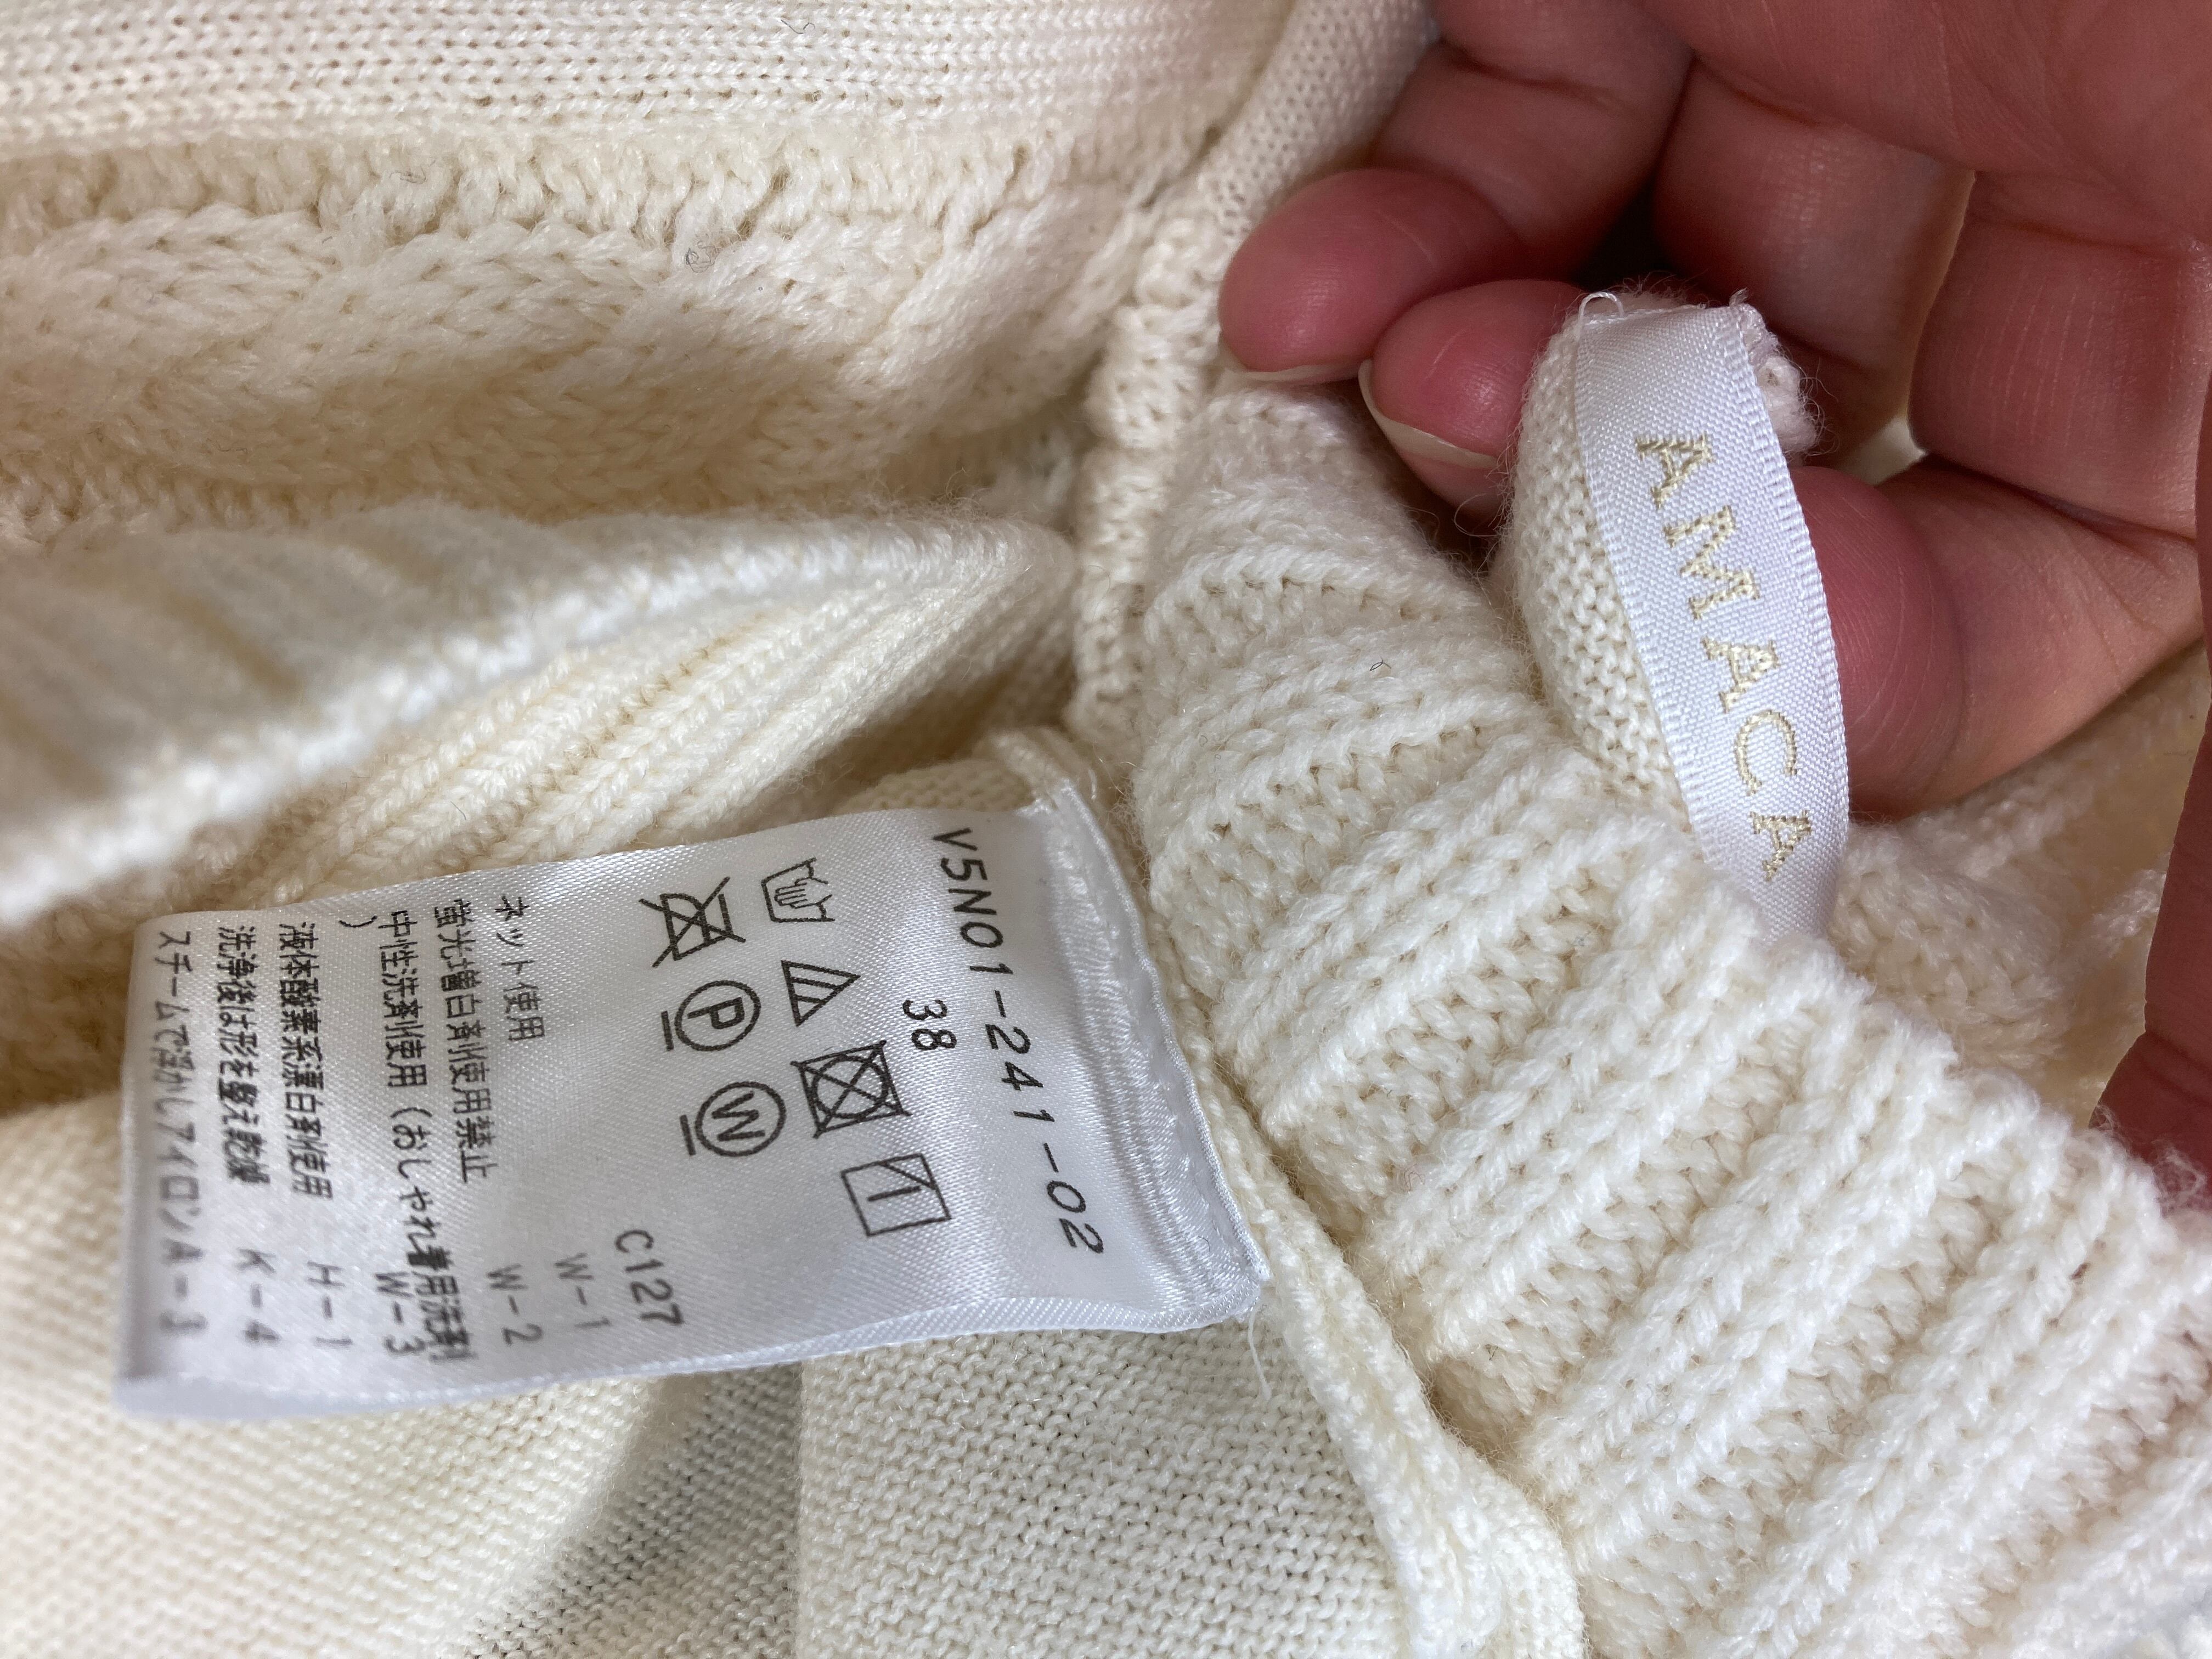 AMACA
V5N01-241-02
38
P
W
C127
W-1
ネット使用 W-2
蛍光増白剤使用禁止
中性洗剤使用（おしゃれ着用洗剤
） W-3
液体酸素系漂白剤使用 H-1
洗浄後は形を整え乾燥 K-4
スチームで浮かしアイロン A-3